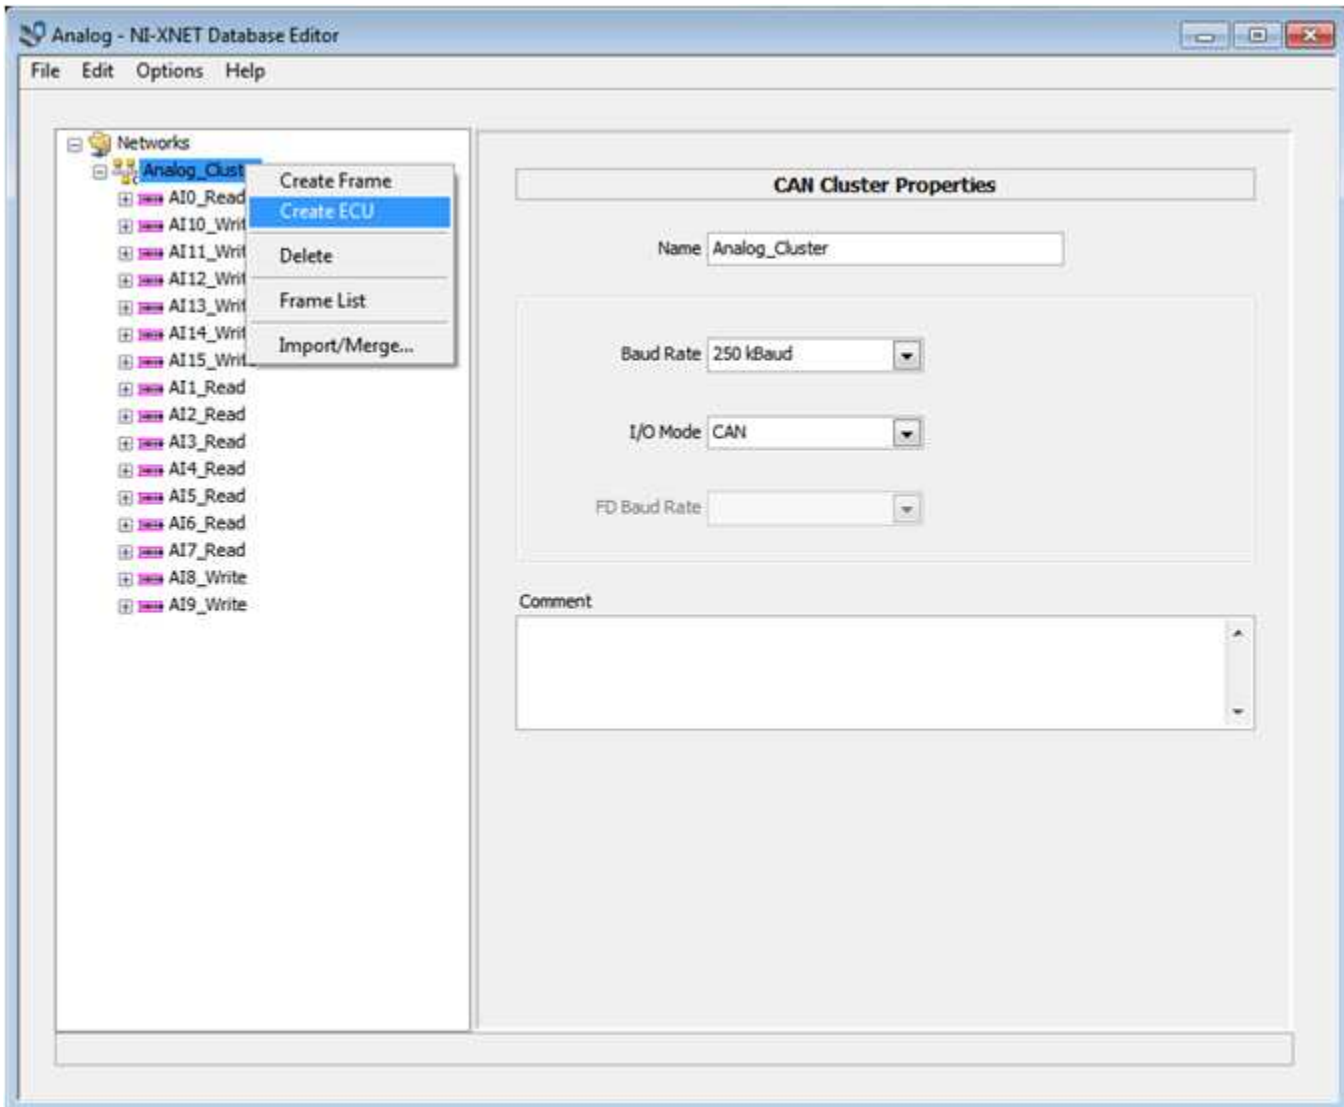 Analog - NI-XNET Database Editor
File Edit Options Help
Networks
Analog_Clust
AI0_Read
AI10_Writ
AI11_Writ
AI12_Writ
AI13_Writ
AI14_Writ
AI15_Writ
AI1_Read
AI2_Read
AI3_Read
AI4_Read
AI5_Read
AI6_Read
AI7_Read
AI8_Write
AI9_Write
Create Frame
Create ECU
Delete
Frame List
Import/Merge...
CAN Cluster Properties
Name Analog_Cluster
Baud Rate 250 kBaud
I/O Mode CAN
FD Baud Rate
Comment